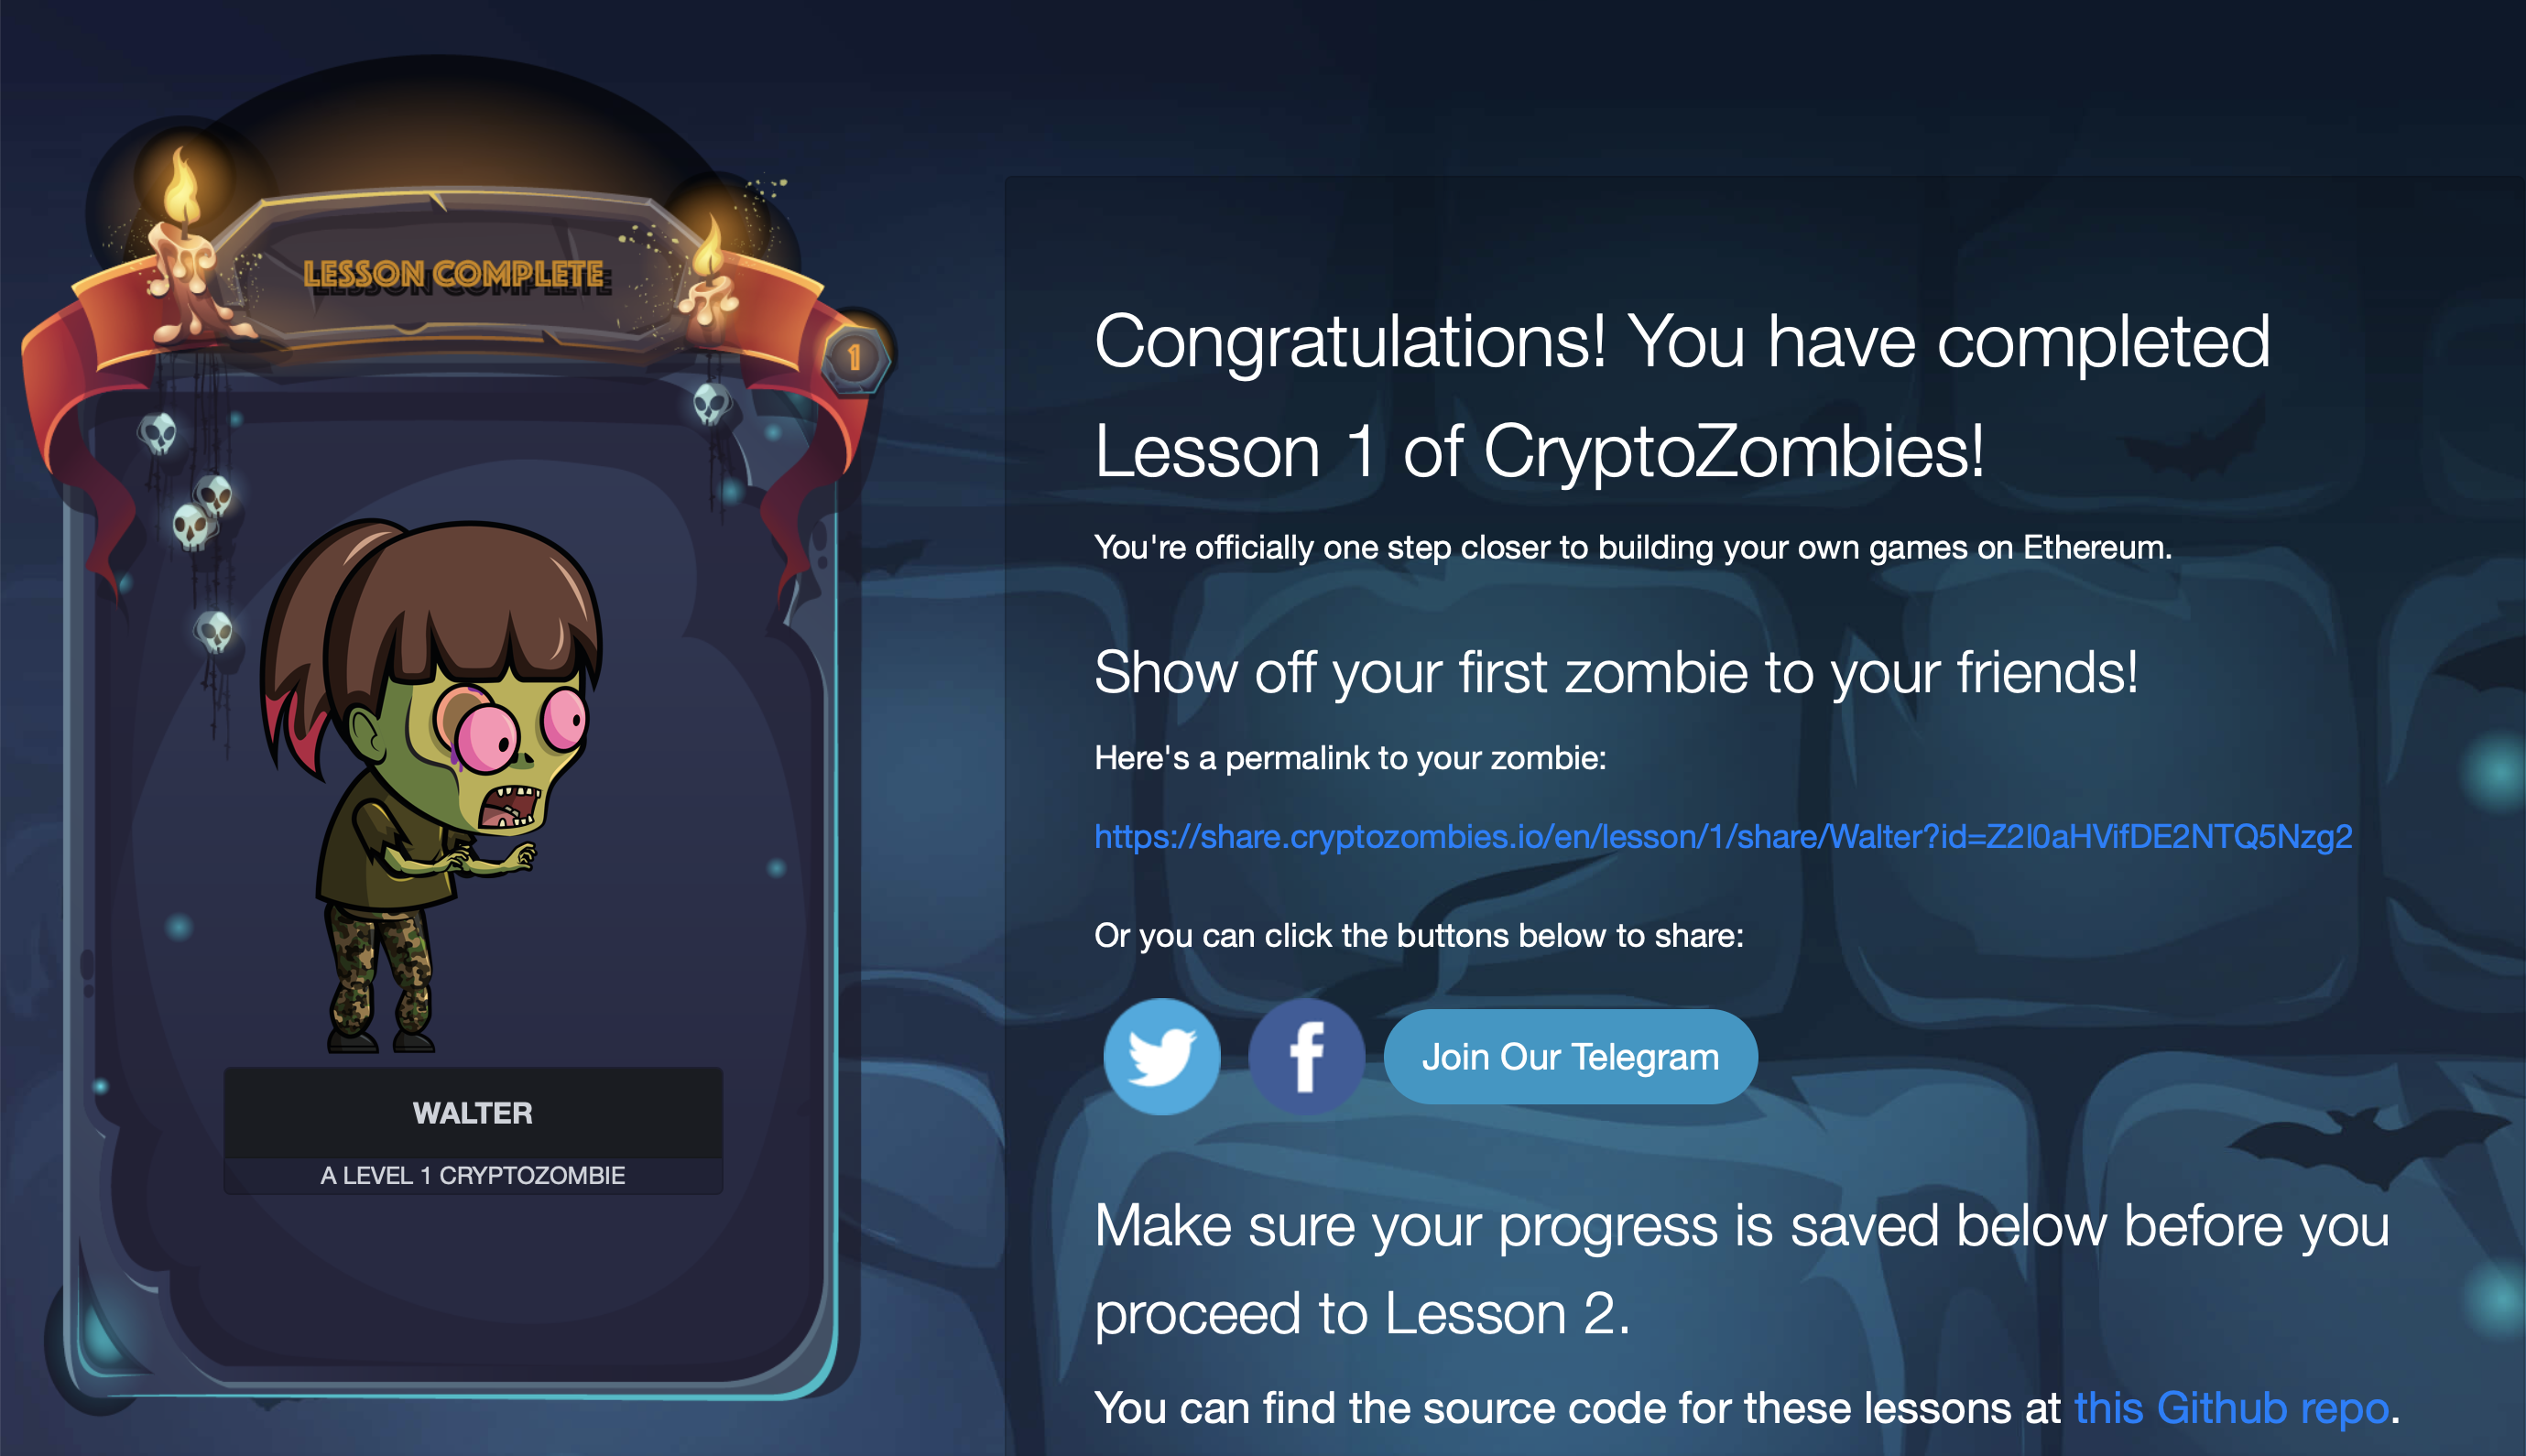 LESSON COMPLETE
1
WALTER
A LEVEL 1 CRYPTOZOMBIE
Congratulations! You have completed
Lesson 1 of CryptoZombies!
You're officially one step closer to building your own games on Ethereum.
Show off your first zombie to your friends!
Here's a permalink to your zombie:
https://share.cryptozombies.io/en/lesson/1/share/Walter?id=Z2l0aHVifDE2NTQ5Nzg2
Or you can click the buttons below to share:
Join Our Telegram
Make sure your progress is saved below before you
proceed to Lesson 2.
You can find the source code for these lessons at this Github repo.